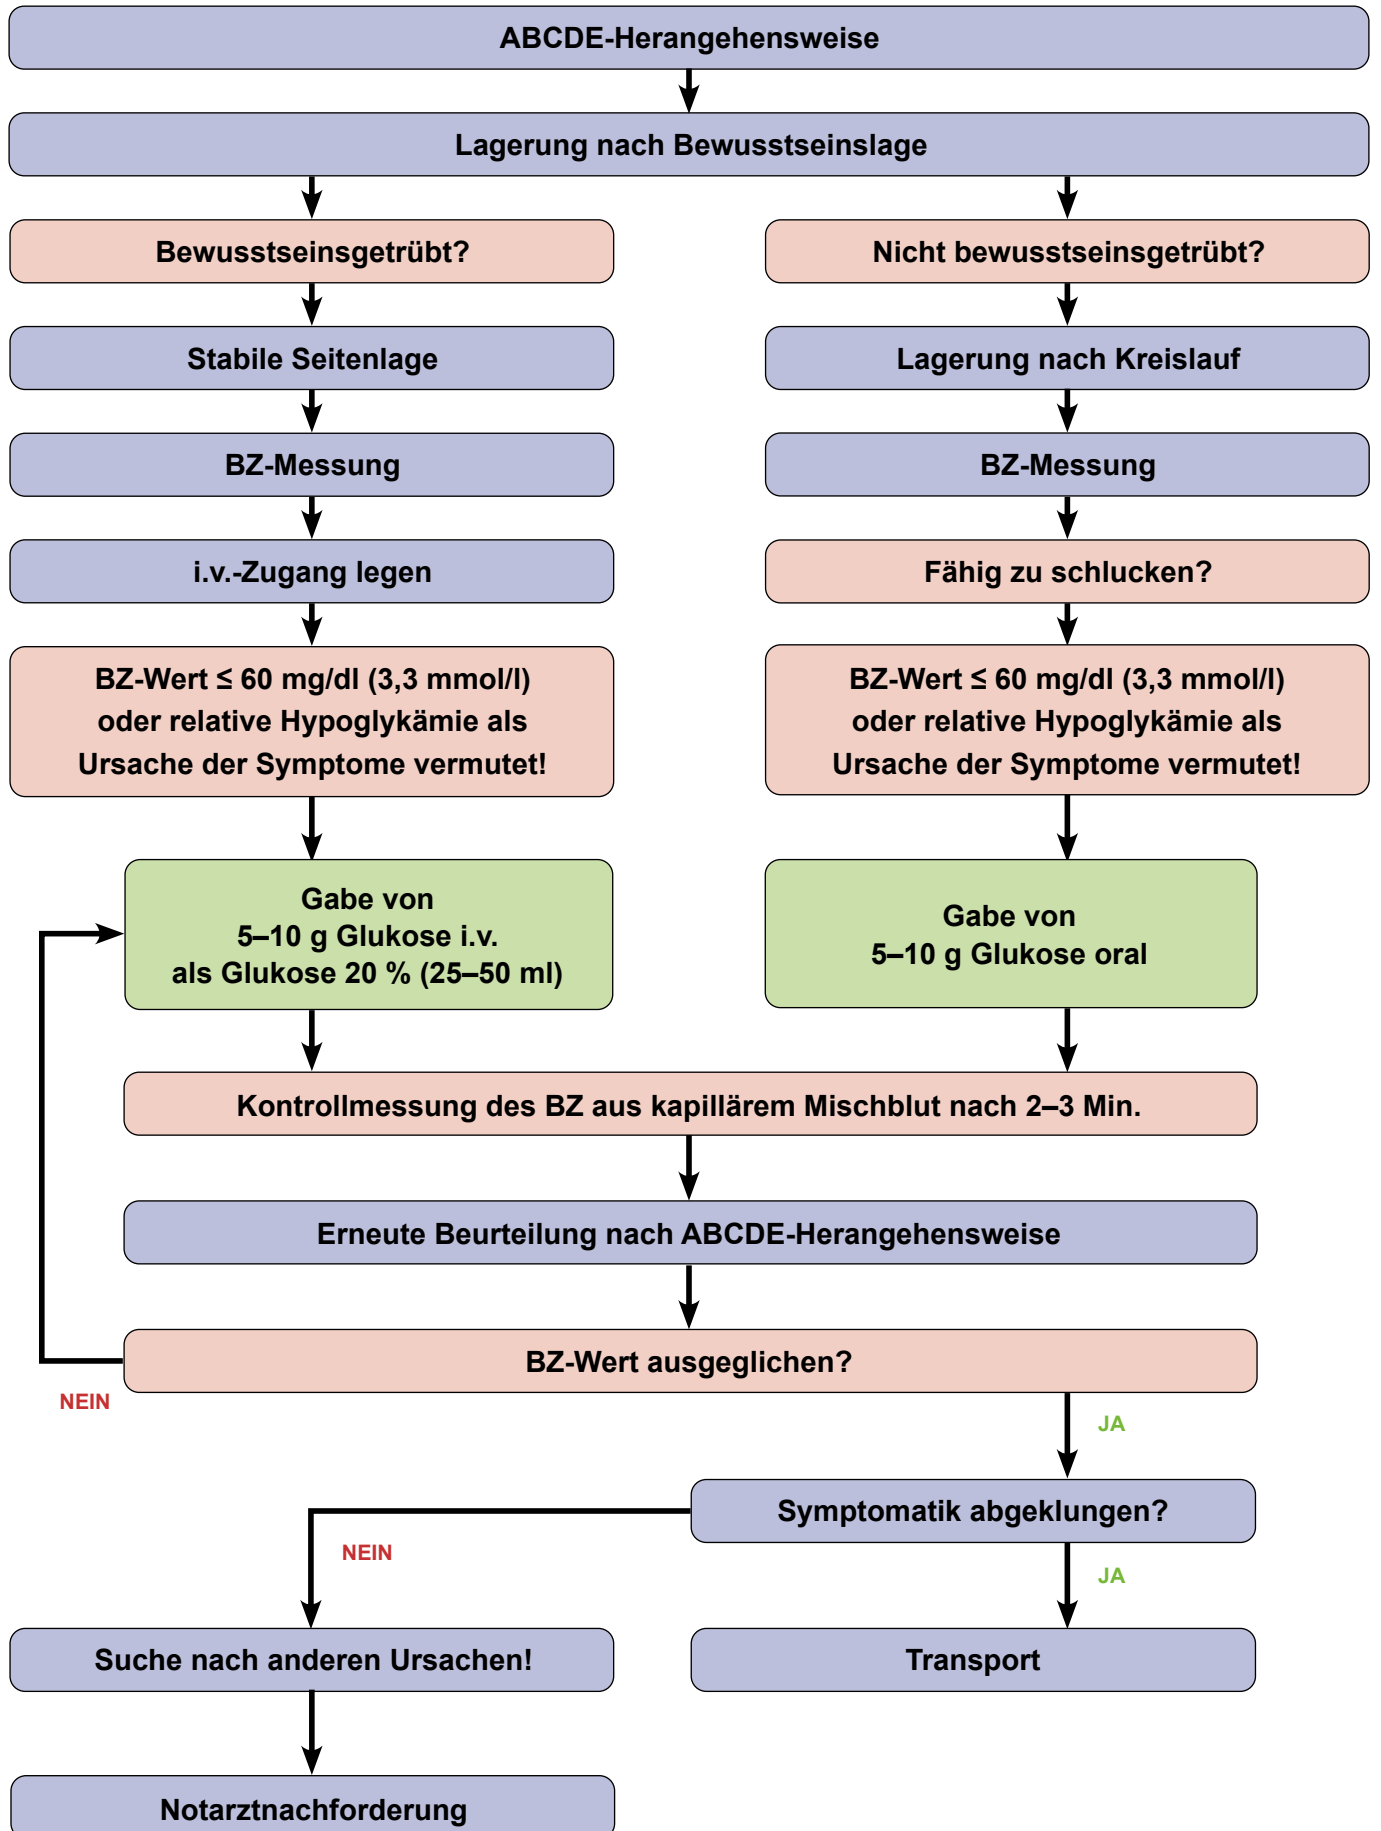 ABCDE-Herangehensweise
Lagerung nach Bewusstseinslage
Bewusstseinsgetrübt?
Nicht bewusstseinsgetrübt?
Stabile Seitenlage
Lagerung nach Kreislauf
BZ-Messung
BZ-Messung
i.v.-Zugang legen
Fähig zu schlucken?
BZ-Wert ≤ 60 mg/dl (3,3 mmol/l)
oder relative Hypoglykämie als
Ursache der Symptome vermutet!
BZ-Wert ≤ 60 mg/dl (3,3 mmol/l)
oder relative Hypoglykämie als
Ursache der Symptome vermutet!
Gabe von
5–10 g Glukose i.v.
als Glukose 20 % (25–50 ml)
Gabe von
5–10 g Glukose oral
Kontrollmessung des BZ aus kapillärem Mischblut nach 2–3 Min.
Erneute Beurteilung nach ABCDE-Herangehensweise
BZ-Wert ausgeglichen?
NEIN
JA
Symptomatik abgeklungen?
NEIN
JA
Suche nach anderen Ursachen!
Transport
Notarztnachforderung